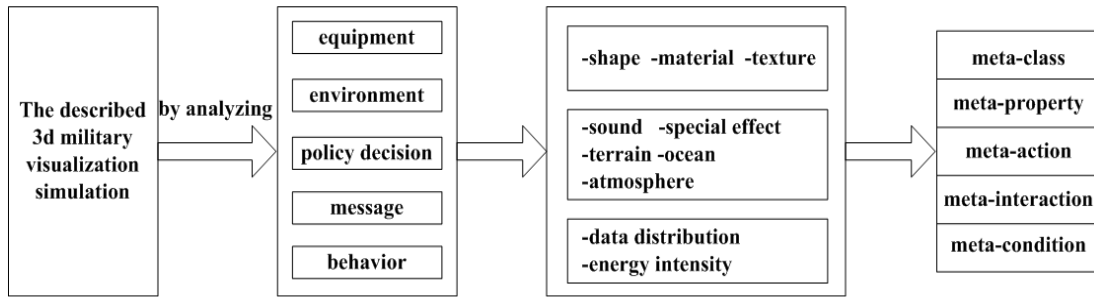 The described
3d military
visualization
simulation
by analyzing
equipment
environment
policy decision
message
behavior
-shape -material -texture
-sound -special effect
-terrain -ocean
-atmosphere
-data distribution
-energy intensity
meta-class
meta-property
meta-action
meta-interaction
meta-condition